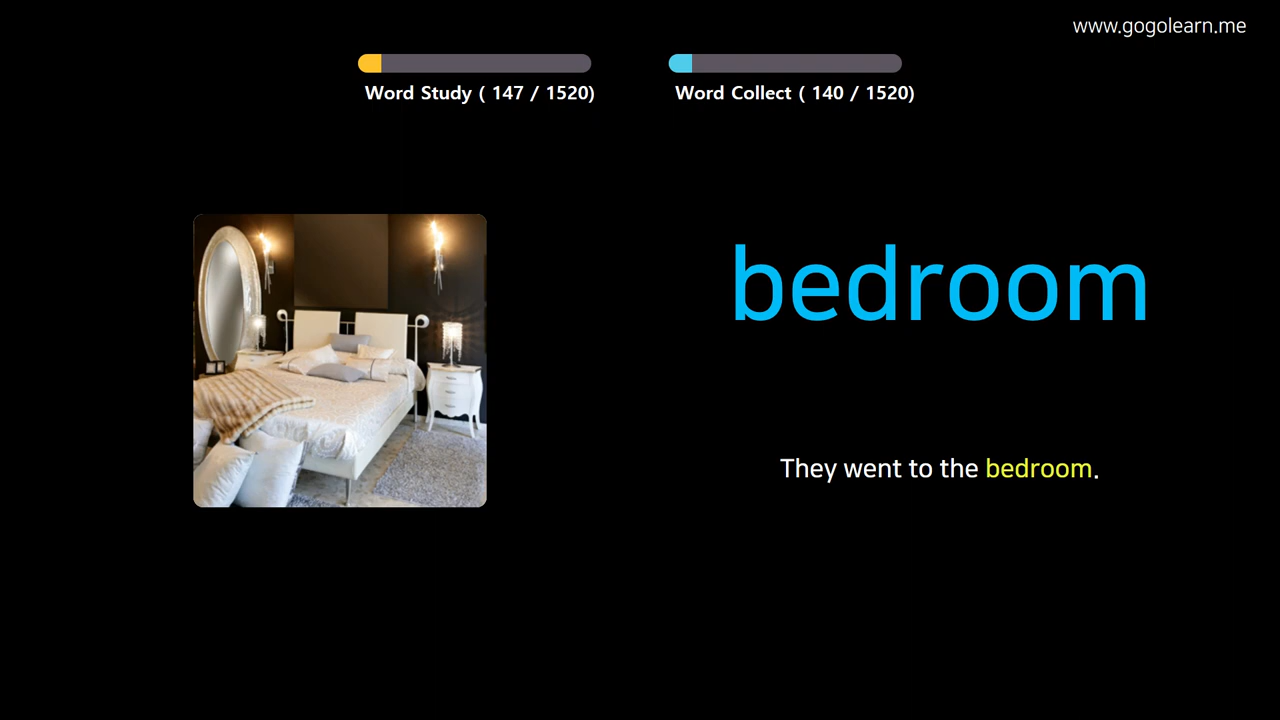 www.gogolearn.me
Word Study ( 147 / 1520)
Word Collect ( 140 / 1520)
bedroom
They went to the bedroom.